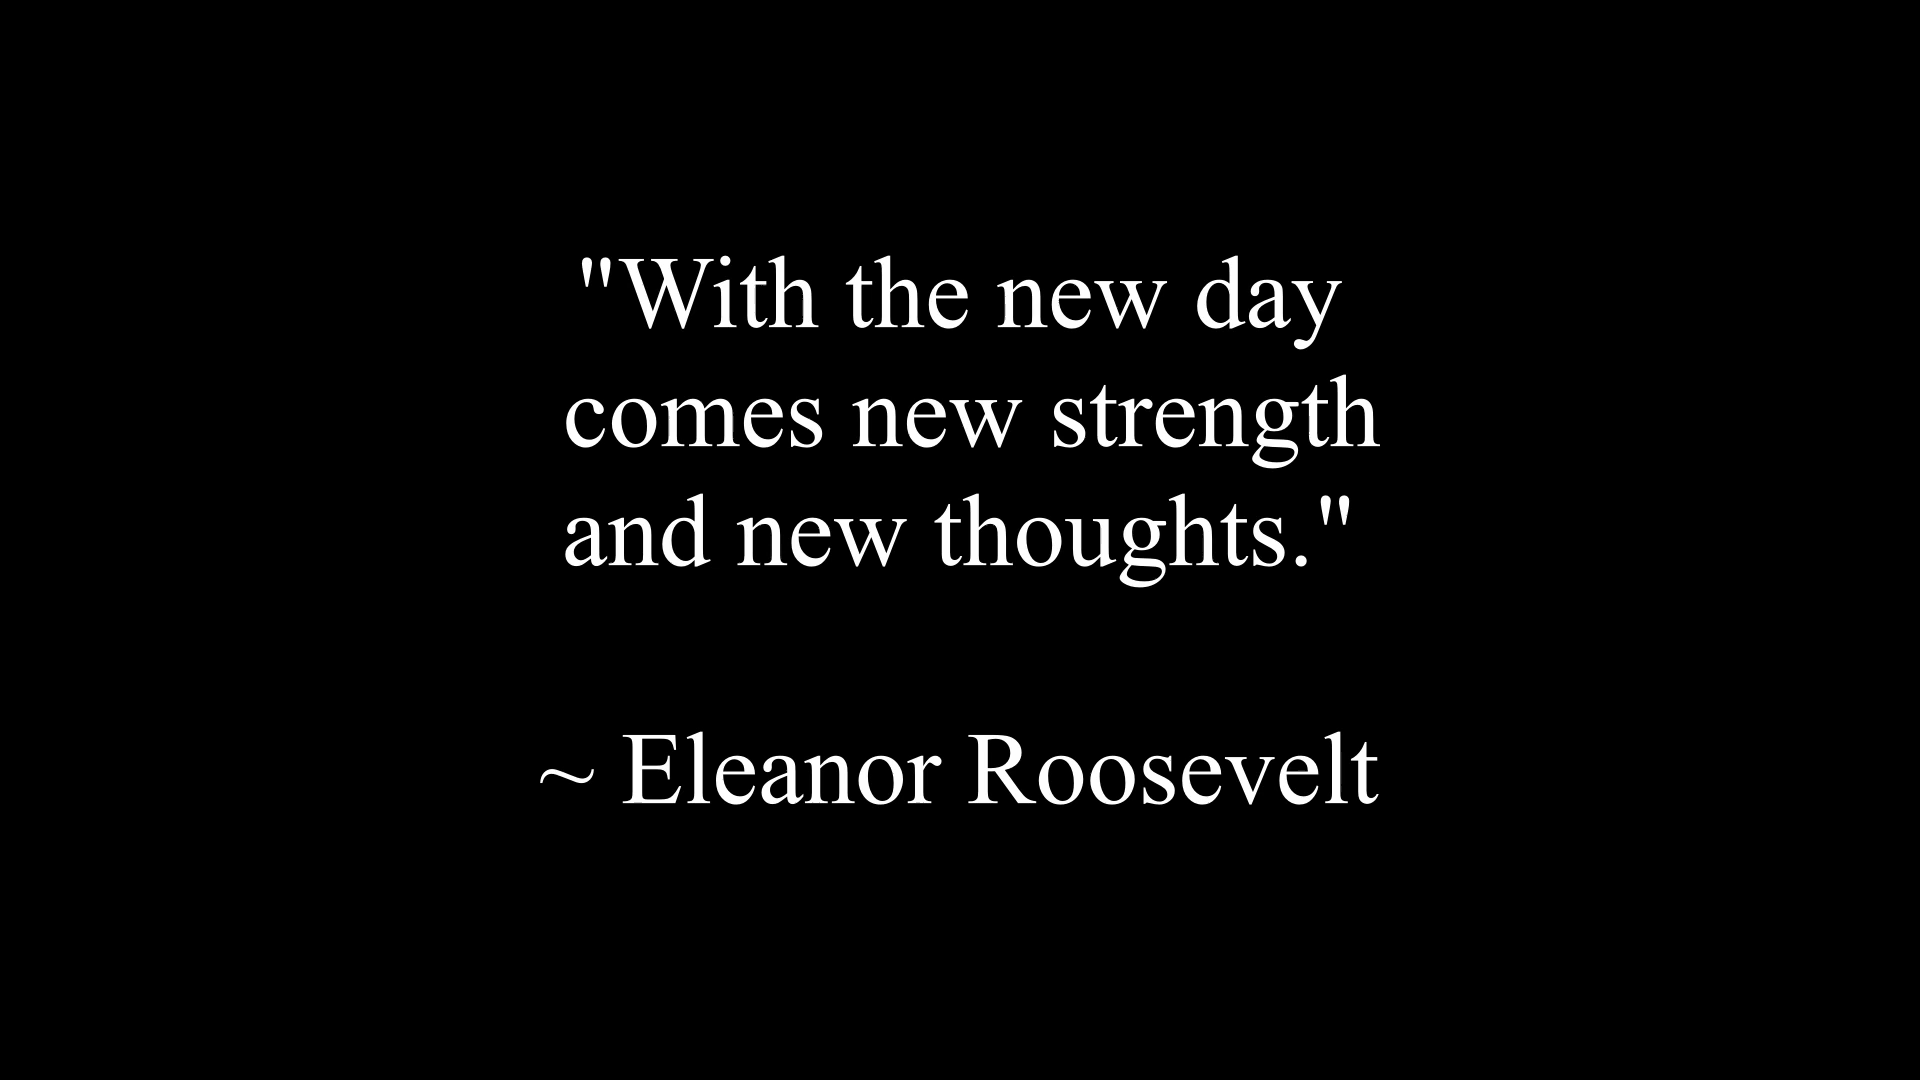 "With the new day
comes new strength
and new thoughts."
~ Eleanor Roosevelt